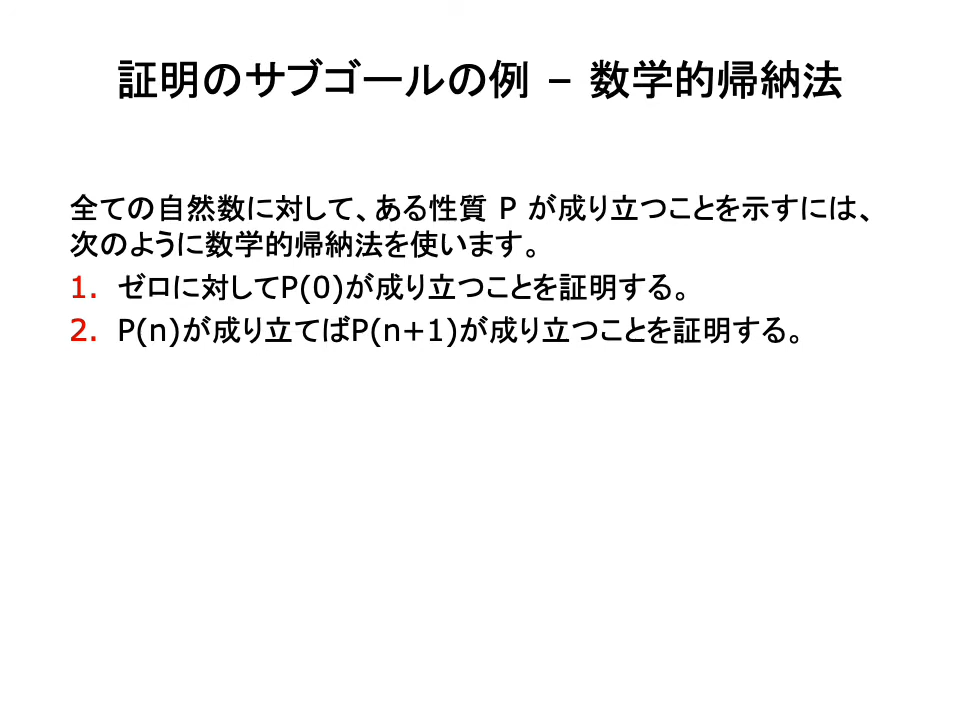 証明のサブゴールの例 – 数学的帰納法
全ての自然数に対して、ある性質 P が成り立つことを示すには、
次のように数学的帰納法を使います。
1. ゼロに対してP(0)が成り立つことを証明する。
2. P(n)が成り立てばP(n+1)が成り立つことを証明する。